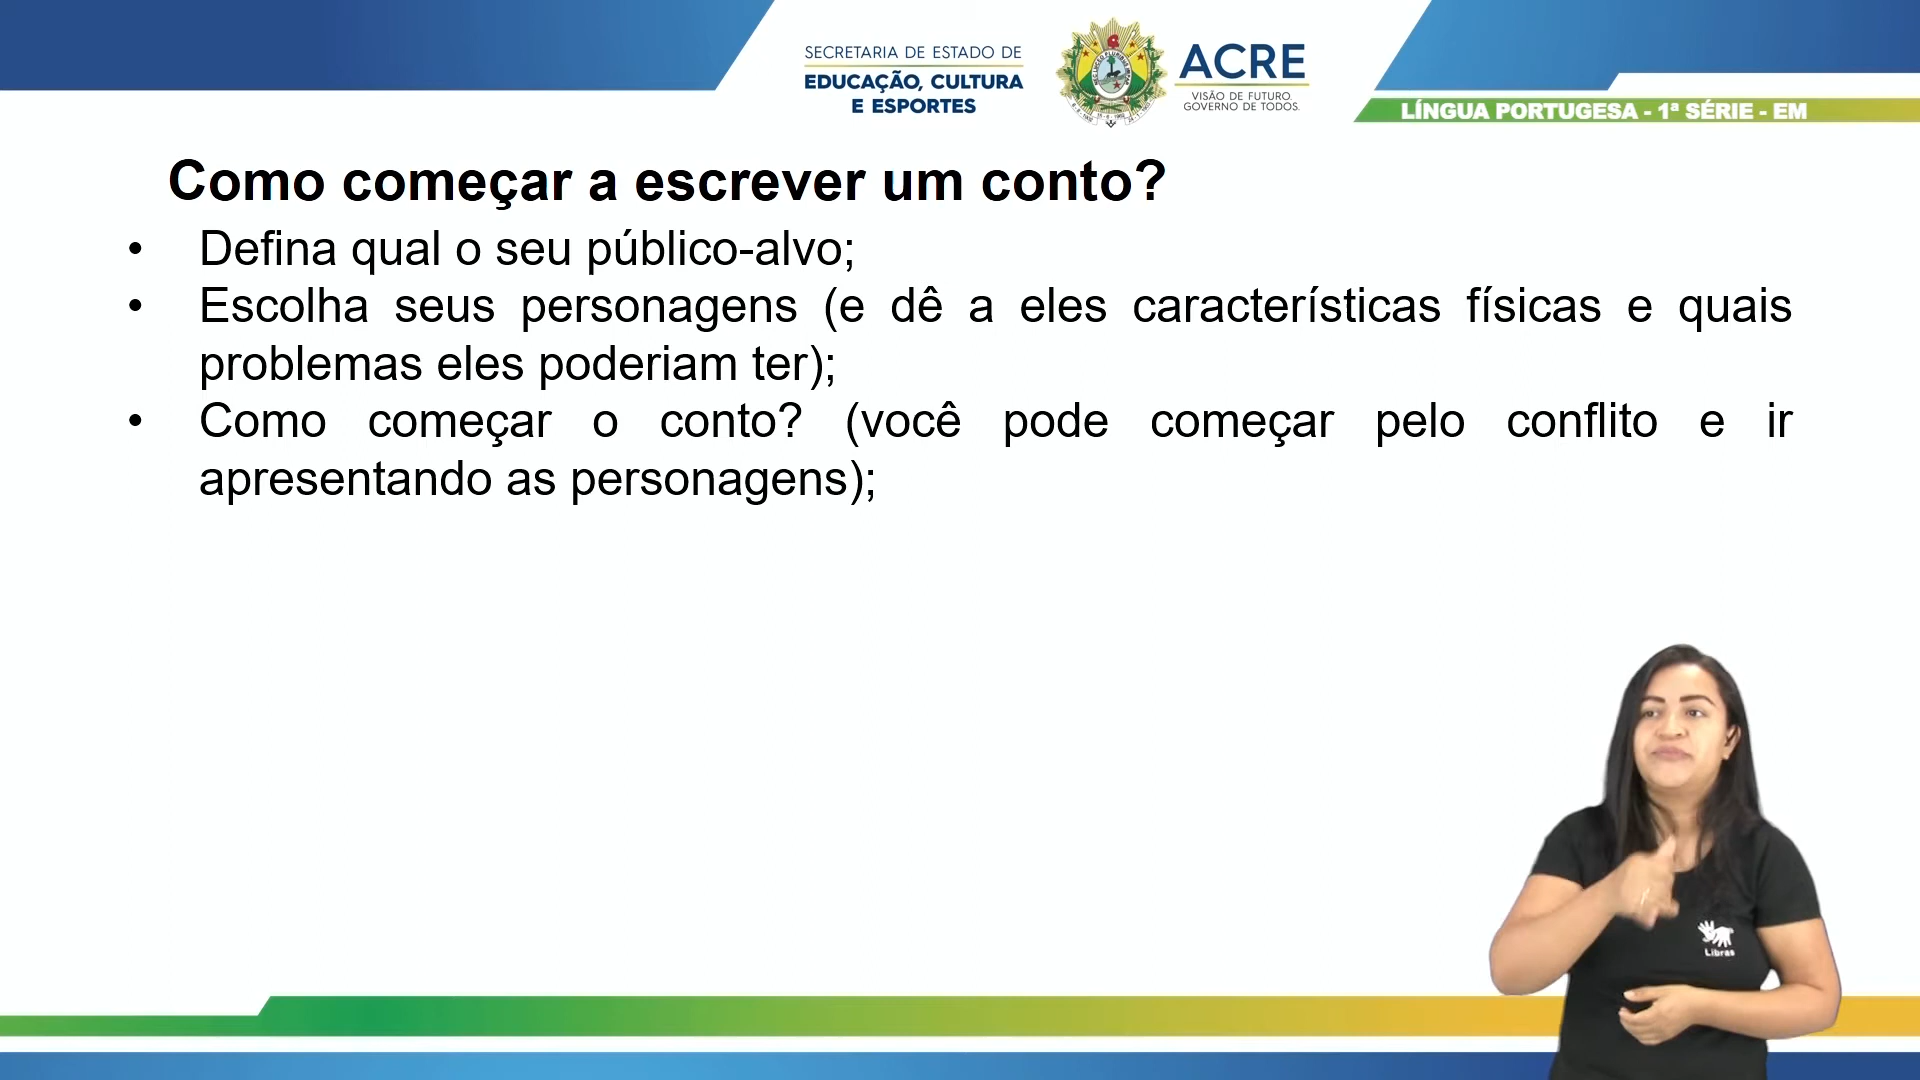 SECRETARIA DE ESTADO DE
EDUCAÇÃO, CULTURA
E ESPORTES
ACRE
VISÃO DE FUTURO.
GOVERNO DE TODOS.
LÍNGUA PORTUGESA - 1ª SÉRIE - EM
Como começar a escrever um conto?
• Defina qual o seu público-alvo;
• Escolha seus personagens (e dê a eles características físicas e quais
problemas eles poderiam ter);
• Como começar o conto? (você pode começar pelo conflito e ir
apresentando as personagens);
Libras